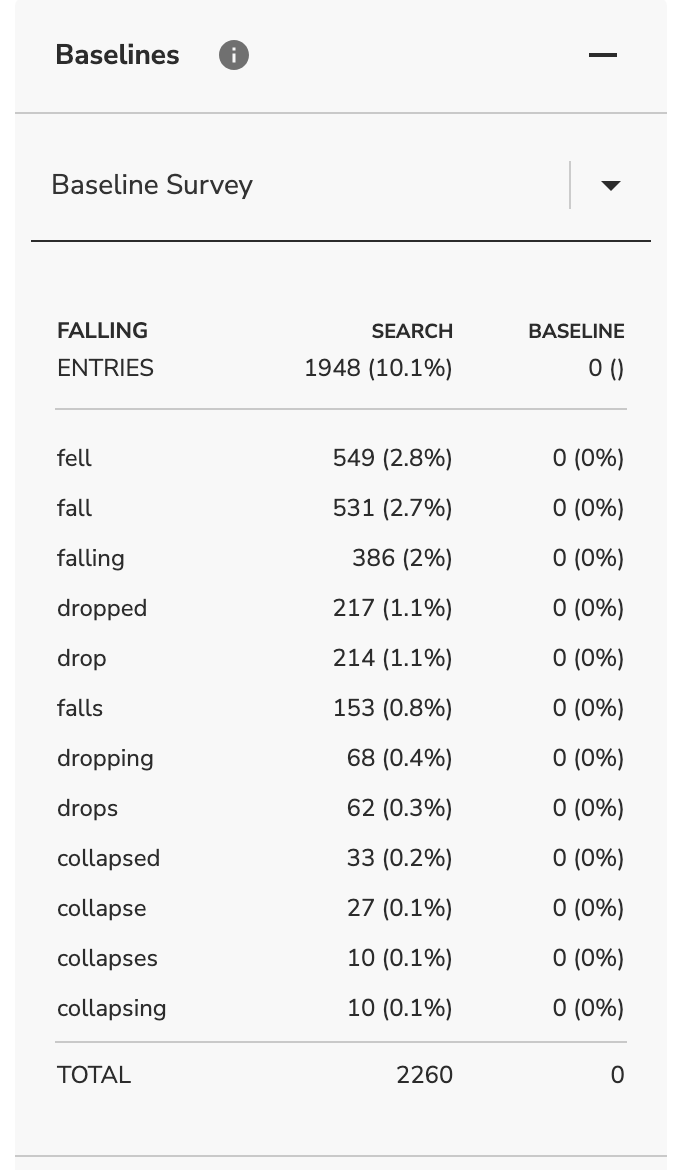 Baselines
Baseline Survey
FALLING SEARCH BASELINE
ENTRIES 1948 (10.1%) 0 ()
fell 549 (2.8%) 0 (0%)
fall 531 (2.7%) 0 (0%)
falling 386 (2%) 0 (0%)
dropped 217 (1.1%) 0 (0%)
drop 214 (1.1%) 0 (0%)
falls 153 (0.8%) 0 (0%)
dropping 68 (0.4%) 0 (0%)
drops 62 (0.3%) 0 (0%)
collapsed 33 (0.2%) 0 (0%)
collapse 27 (0.1%) 0 (0%)
collapses 10 (0.1%) 0 (0%)
collapsing 10 (0.1%) 0 (0%)
TOTAL 2260 0